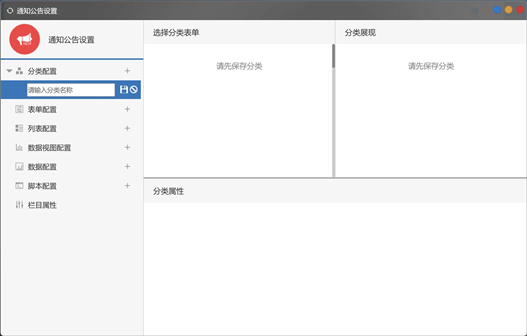 通知公告设置
通知公告设置
分类配置
请输入分类名称
表单配置
列表配置
数据视图配置
数据配置
脚本配置
栏目属性
选择分类表单
请先保存分类
分类展现
请先保存分类
分类属性